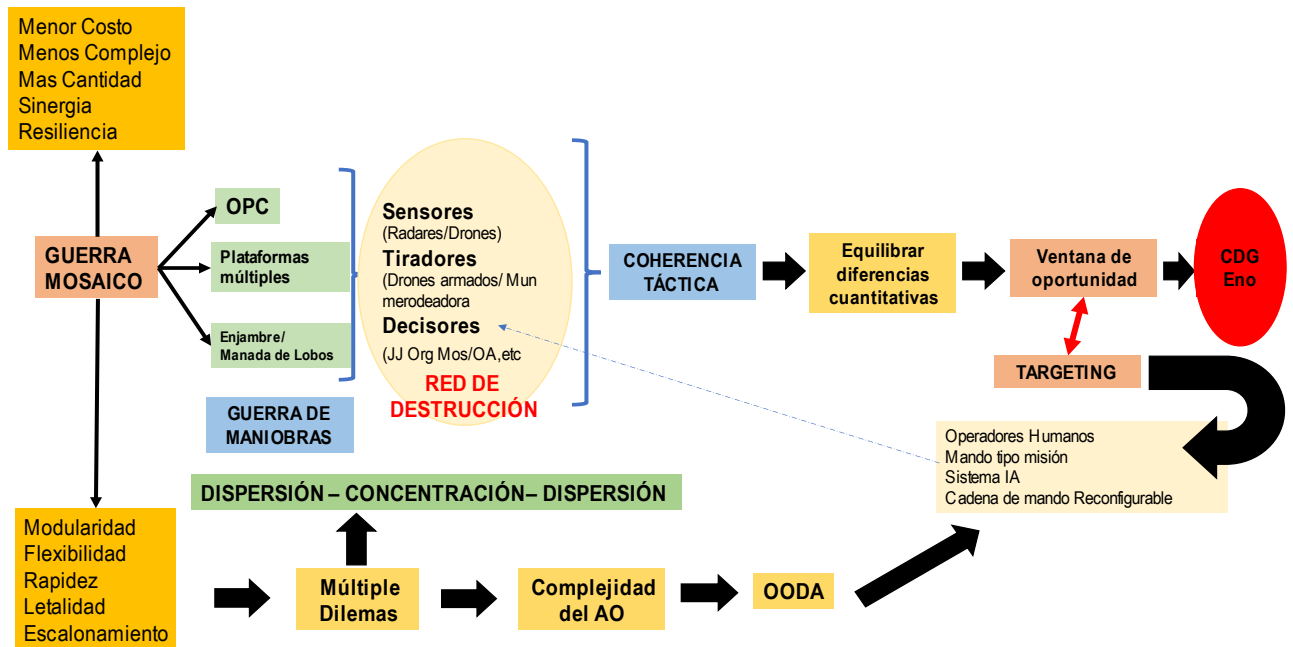 Menor Costo
Menos Complejo
Mas Cantidad
Sinergia
Resiliencia
GUERRA
MOSAICO
OPC
Plataformas
múltiples
Enjambre/
Manada de Lobos
GUERRA DE
MANIOBRAS
Sensores
(Radares/Drones)
Tiradores
(Drones armados/ Mun
merodeadora
Decisores
(JJ Org Mos/OA,etc
RED DE
DESTRUCCIÓN
COHERENCIA
TÁCTICA
Equilibrar
diferencias
cuantitativas
Ventana de
oportunidad
CDG
Eno
TARGETING
Operadores Humanos
Mando tipo misión
Sistema IA
Cadena de mando Reconfigurable
DISPERSIÓN – CONCENTRACIÓN– DISPERSIÓN
Modularidad
Flexibilidad
Rapidez
Letalidad
Escalonamiento
Múltiple
Dilemas
Complejidad
del AO
OODA